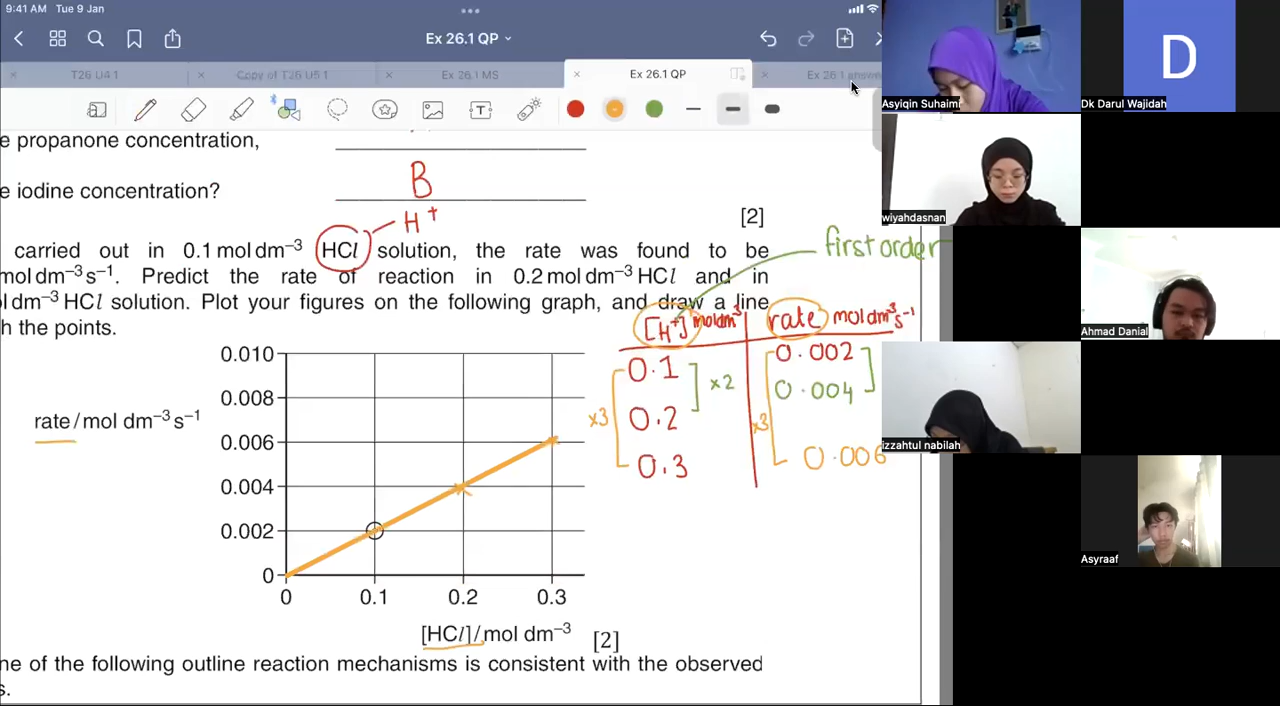 9:41 AM Tue 9 Jan
Ex 26.1 QP
T26 U4 1
Copy of T26 U5 1
Ex 26.1 MS
Ex 26.1 QP
Ex 26.1 answe
e propanone concentration,
e iodine concentration?
B
[2]
H+
carried out in 0.1 mol dm−3 HCl solution, the rate was found to be
mol dm−3 s−1. Predict the rate of reaction in 0.2 mol dm−3 HCl and in
l dm−3 HCl solution. Plot your figures on the following graph, and draw a line
h the points.
first order
[H+] mol dm3
rate mol dm3 s−1
0.1
0.002
0.2
0.004
0.3
0.006
×2
×3
×3
rate / mol dm−3 s−1
0.010
0.008
0.006
0.004
0.002
0
0 0.1 0.2 0.3
[HCl] / mol dm−3
[2]
ne of the following outline reaction mechanisms is consistent with the observed
s.
Asyiqin Suhaimi
D
Dk Darul Wajidah
wiyahdasnan
Ahmad Danial
izzahtul nabilah
Asyraaf